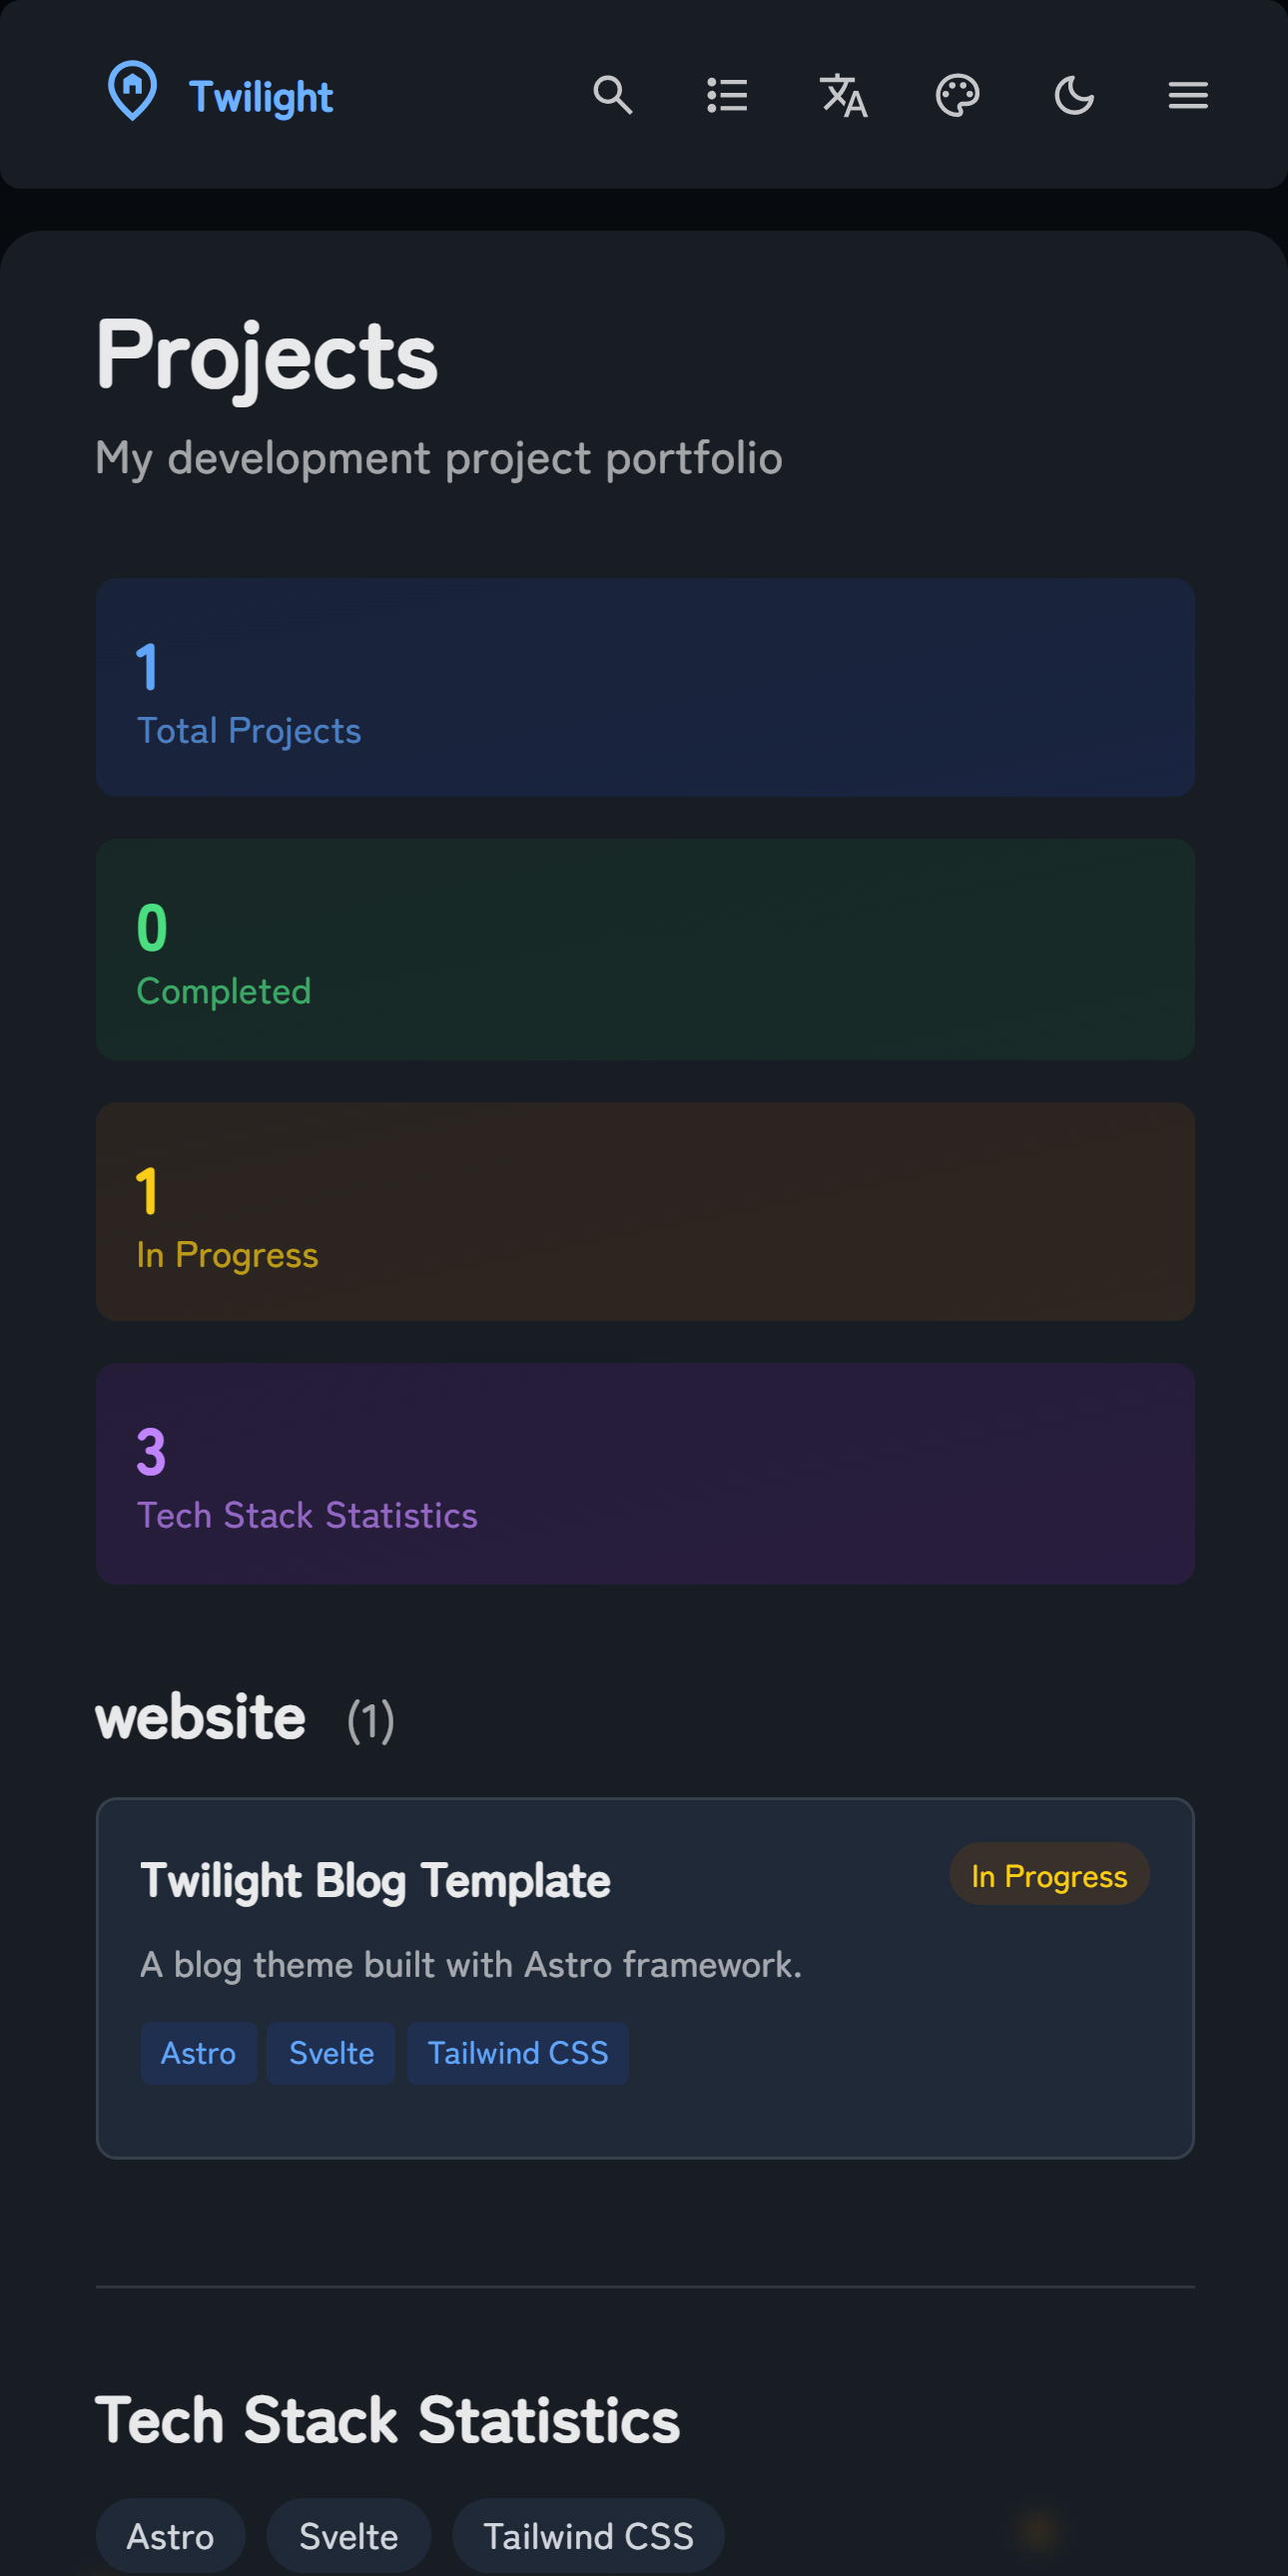 Twilight
Projects
My development project portfolio
1
Total Projects
0
Completed
1
In Progress
3
Tech Stack Statistics
website (1)
Twilight Blog Template
In Progress
A blog theme built with Astro framework.
Astro Svelte Tailwind CSS
Tech Stack Statistics
Astro Svelte Tailwind CSS